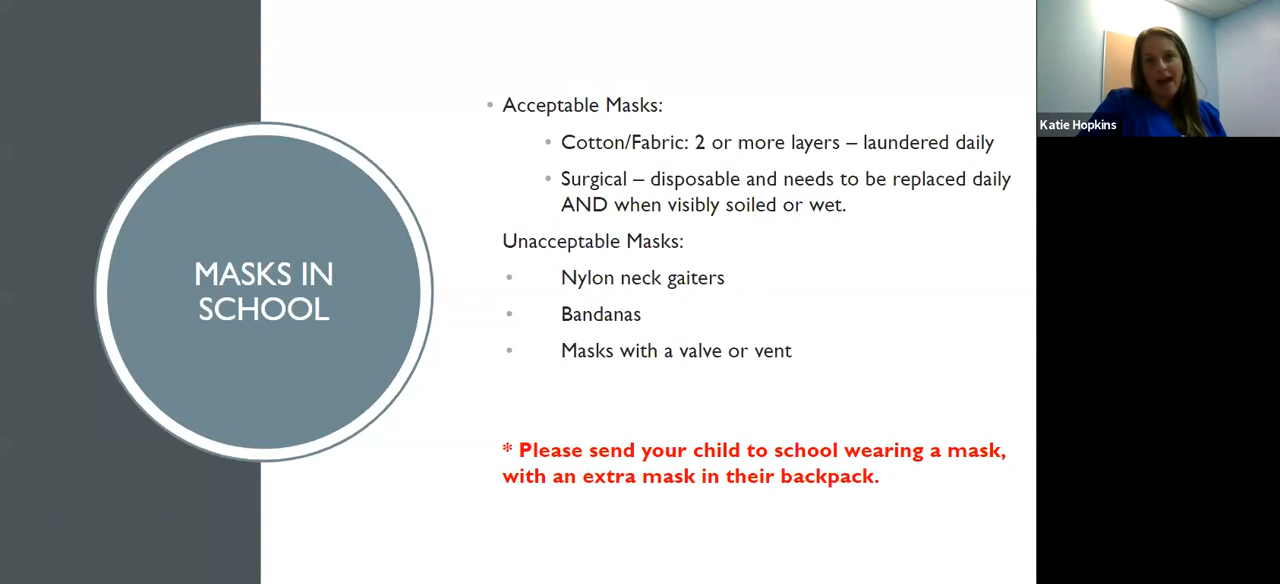 MASKS IN
SCHOOL
• Acceptable Masks:
• Cotton/Fabric: 2 or more layers – laundered daily
• Surgical – disposable and needs to be replaced daily
AND when visibly soiled or wet.
Unacceptable Masks:
• Nylon neck gaiters
• Bandanas
• Masks with a valve or vent
* Please send your child to school wearing a mask,
with an extra mask in their backpack.
Katie Hopkins